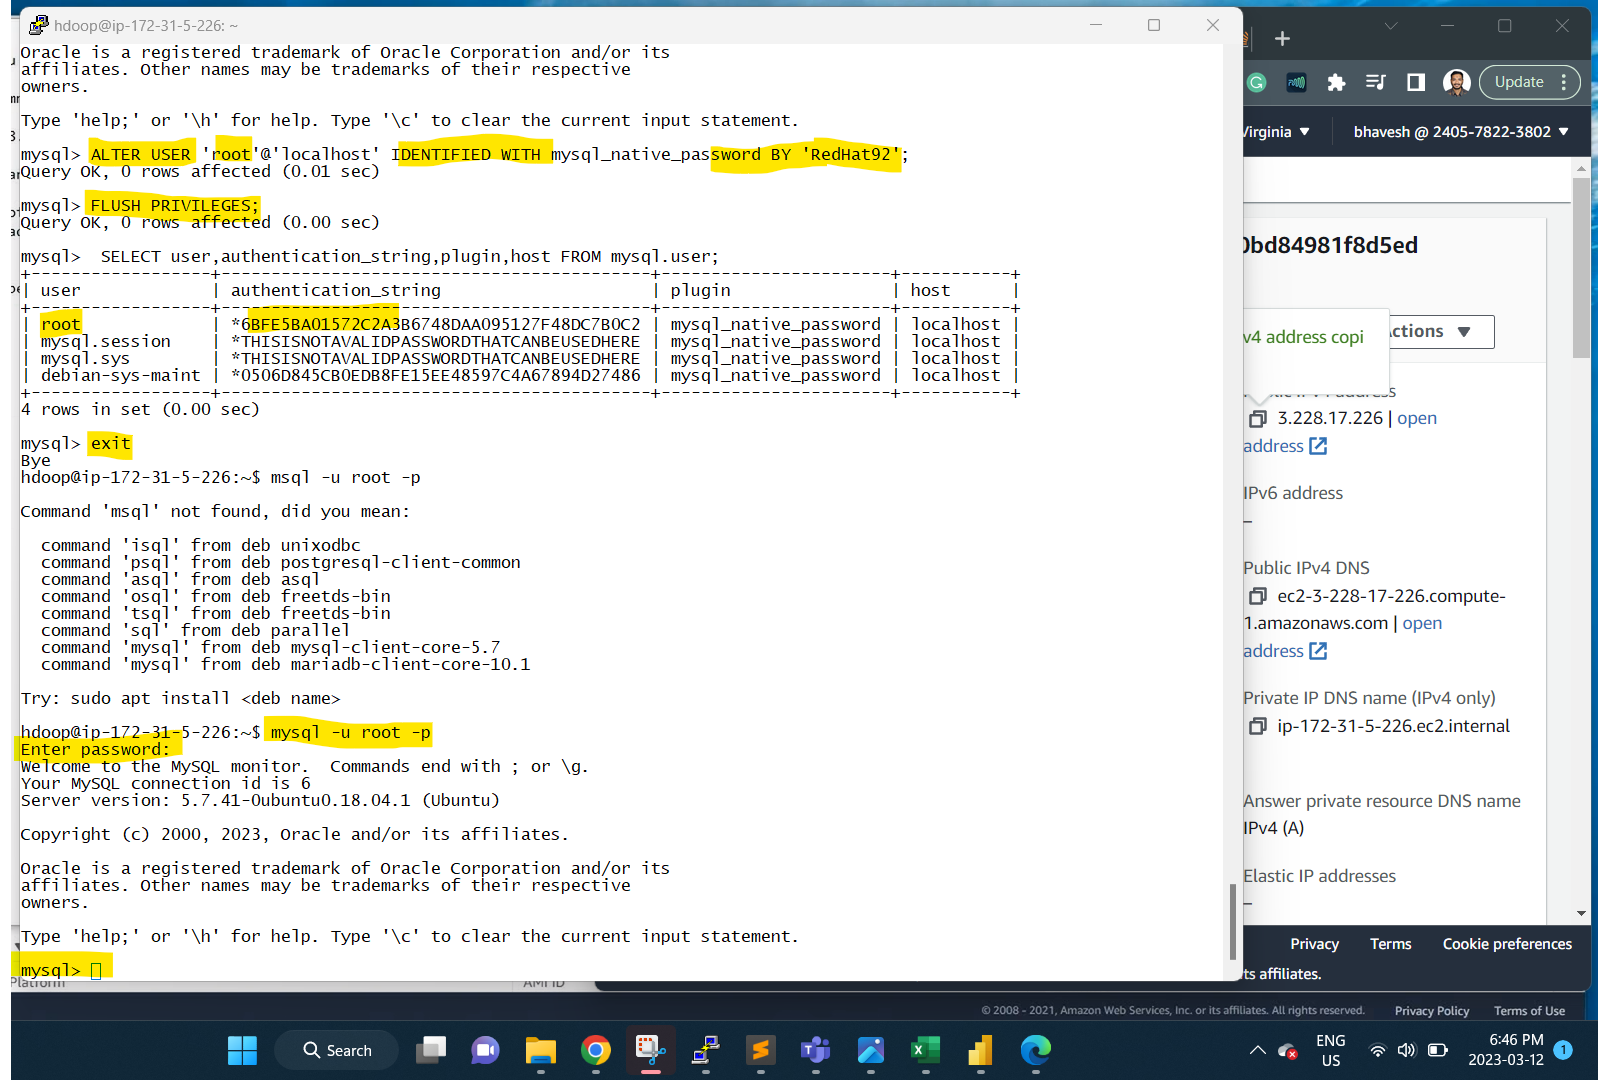 hdoop@ip-172-31-5-226: ~
Oracle is a registered trademark of Oracle Corporation and/or its
affiliates. Other names may be trademarks of their respective
owners.
Type 'help;' or '\h' for help. Type '\c' to clear the current input statement.
mysql> ALTER USER 'root'@'localhost' IDENTIFIED WITH mysql_native_password BY 'RedHat92';
Query OK, 0 rows affected (0.01 sec)
mysql> FLUSH PRIVILEGES;
Query OK, 0 rows affected (0.00 sec)
mysql>  SELECT user,authentication_string,plugin,host FROM mysql.user;
+------------------+-------------------------------------------+-----------------------+-----------+
| user             | authentication_string                     | plugin                | host      |
+------------------+-------------------------------------------+-----------------------+-----------+
| root             | *6BFE5BA01572C2A3B6748DAA095127F48DC7B0C2 | mysql_native_password | localhost |
| mysql.session    | *THISISNOTAVALIDPASSWORDTHATCANBEUSEDHERE | mysql_native_password | localhost |
| mysql.sys        | *THISISNOTAVALIDPASSWORDTHATCANBEUSEDHERE | mysql_native_password | localhost |
| debian-sys-maint | *0506D845CB0EDB8FE15EE48597C4A67894D27486 | mysql_native_password | localhost |
+------------------+-------------------------------------------+-----------------------+-----------+
4 rows in set (0.00 sec)
mysql> exit
Bye
hdoop@ip-172-31-5-226:~$ msql -u root -p
Command 'msql' not found, did you mean:
command 'isql' from deb unixodbc
command 'psql' from deb postgresql-client-common
command 'asql' from deb asql
command 'osql' from deb freetds-bin
command 'tsql' from deb freetds-bin
command 'sql' from deb parallel
command 'mysql' from deb mysql-client-core-5.7
command 'mysql' from deb mariadb-client-core-10.1
Try: sudo apt install <deb name>
hdoop@ip-172-31-5-226:~$ mysql -u root -p
Enter password:
Welcome to the MySQL monitor.  Commands end with ; or \g.
Your MySQL connection id is 6
Server version: 5.7.41-0ubuntu0.18.04.1 (Ubuntu)
Copyright (c) 2000, 2023, Oracle and/or its affiliates.
Oracle is a registered trademark of Oracle Corporation and/or its
affiliates. Other names may be trademarks of their respective
owners.
Type 'help;' or '\h' for help. Type '\c' to clear the current input statement.
mysql>
Update
Virginia ▼ bhavesh @ 2405-7822-3802 ▼
0bd84981f8d5ed
v4 address copi
ctions ▼
3.228.17.226 | open
address
IPv6 address
–
Public IPv4 DNS
ec2-3-228-17-226.compute-
1.amazonaws.com | open
address
Private IP DNS name (IPv4 only)
ip-172-31-5-226.ec2.internal
Answer private resource DNS name
IPv4 (A)
Elastic IP addresses
–
Privacy Terms Cookie preferences
ts affiliates.
Platform AMI ID
© 2008 - 2021, Amazon Web Services, Inc. or its affiliates. All rights reserved. Privacy Policy Terms of Use
Search
ENG
US
6:46 PM
2023-03-12
1